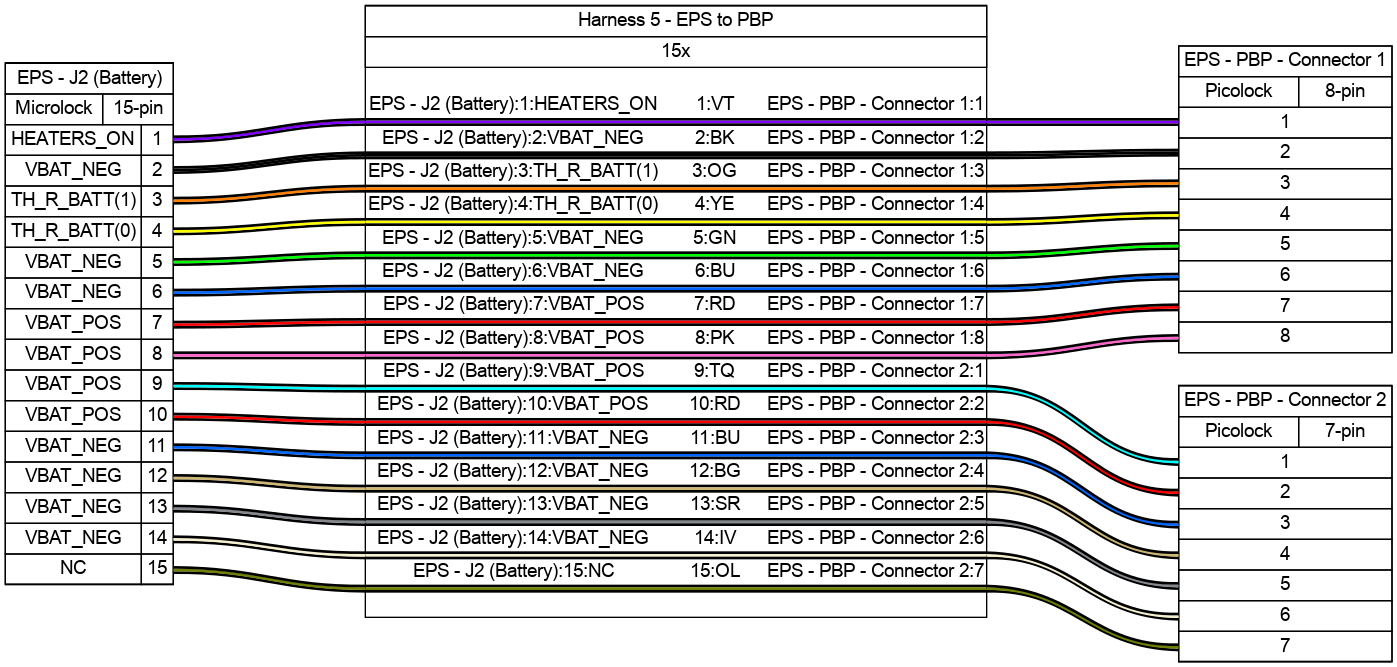 Harness 5 - EPS to PBP
15x
EPS - J2 (Battery)
Microlock 15-pin
HEATERS_ON 1
VBAT_NEG 2
TH_R_BATT(1) 3
TH_R_BATT(0) 4
VBAT_NEG 5
VBAT_NEG 6
VBAT_POS 7
VBAT_POS 8
VBAT_POS 9
VBAT_POS 10
VBAT_NEG 11
VBAT_NEG 12
VBAT_NEG 13
VBAT_NEG 14
NC 15
EPS - J2 (Battery):1:HEATERS_ON 1:VT EPS - PBP - Connector 1:1
EPS - J2 (Battery):2:VBAT_NEG 2:BK EPS - PBP - Connector 1:2
EPS - J2 (Battery):3:TH_R_BATT(1) 3:OG EPS - PBP - Connector 1:3
EPS - J2 (Battery):4:TH_R_BATT(0) 4:YE EPS - PBP - Connector 1:4
EPS - J2 (Battery):5:VBAT_NEG 5:GN EPS - PBP - Connector 1:5
EPS - J2 (Battery):6:VBAT_NEG 6:BU EPS - PBP - Connector 1:6
EPS - J2 (Battery):7:VBAT_POS 7:RD EPS - PBP - Connector 1:7
EPS - J2 (Battery):8:VBAT_POS 8:PK EPS - PBP - Connector 1:8
EPS - J2 (Battery):9:VBAT_POS 9:TQ EPS - PBP - Connector 2:1
EPS - J2 (Battery):10:VBAT_POS 10:RD EPS - PBP - Connector 2:2
EPS - J2 (Battery):11:VBAT_NEG 11:BU EPS - PBP - Connector 2:3
EPS - J2 (Battery):12:VBAT_NEG 12:BG EPS - PBP - Connector 2:4
EPS - J2 (Battery):13:VBAT_NEG 13:SR EPS - PBP - Connector 2:5
EPS - J2 (Battery):14:VBAT_NEG 14:IV EPS - PBP - Connector 2:6
EPS - J2 (Battery):15:NC 15:OL EPS - PBP - Connector 2:7
EPS - PBP - Connector 1
Picolock 8-pin
1
2
3
4
5
6
7
8
EPS - PBP - Connector 2
Picolock 7-pin
1
2
3
4
5
6
7